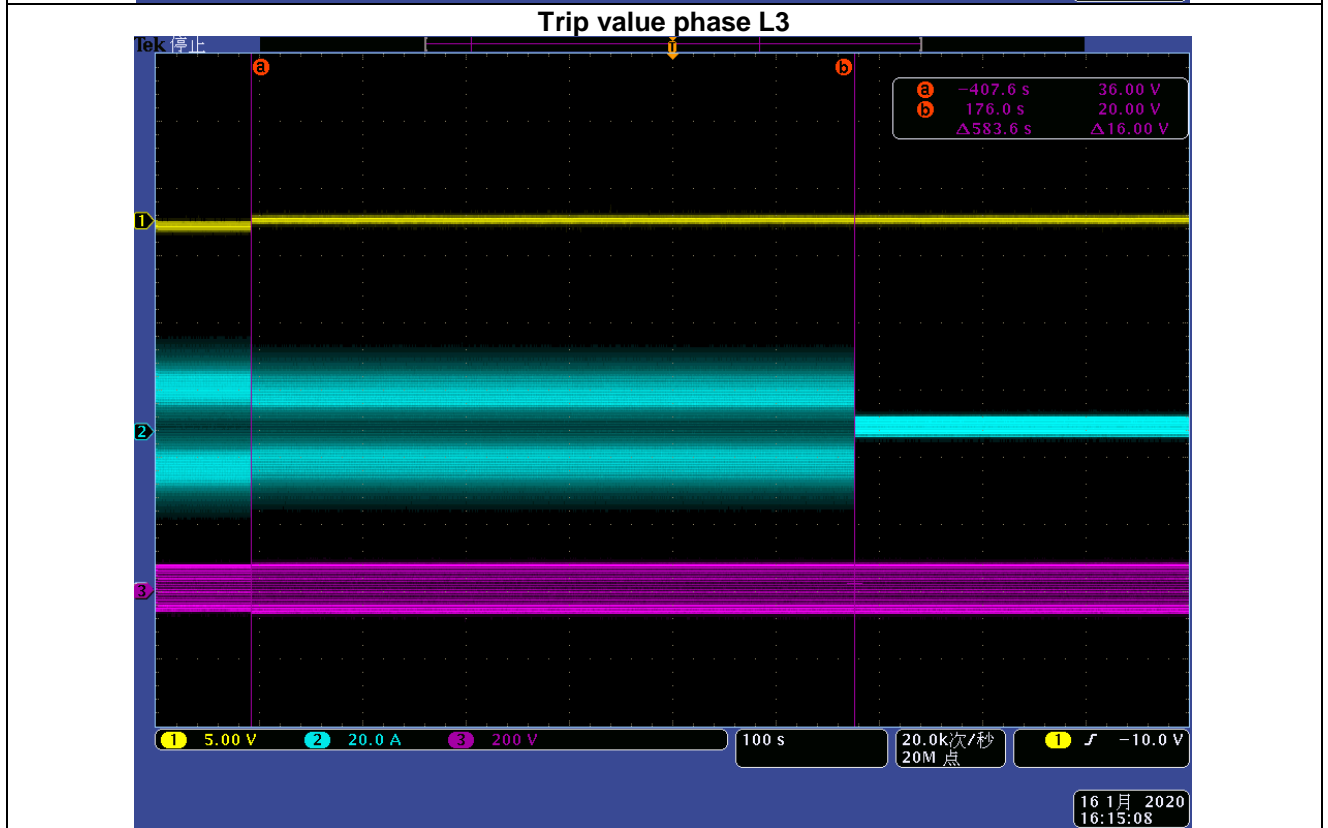 Trip value phase L3
Tek 停止
T
a b
a −407.6 s 36.00 V
b 176.0 s 20.00 V
Δ583.6 s Δ16.00 V
1
2
3
1 5.00 V 2 20.0 A 3 200 V
100 s
20.0k次/秒
20M 点
1 −10.0 V
16 1月 2020
16:15:08